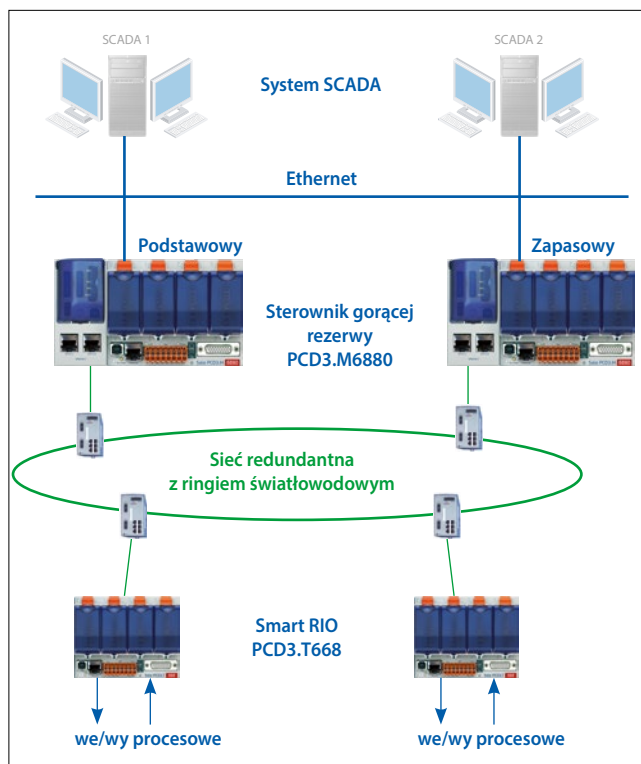 SCADA 1
SCADA 2
System SCADA
Ethernet
Podstawowy
Zapasowy
Sterownik gorącej
rezerwy
PCD3.M6880
Sieć redundantna
z ringiem światłowodowym
Smart RIO
PCD3.T668
we/wy procesowe
we/wy procesowe